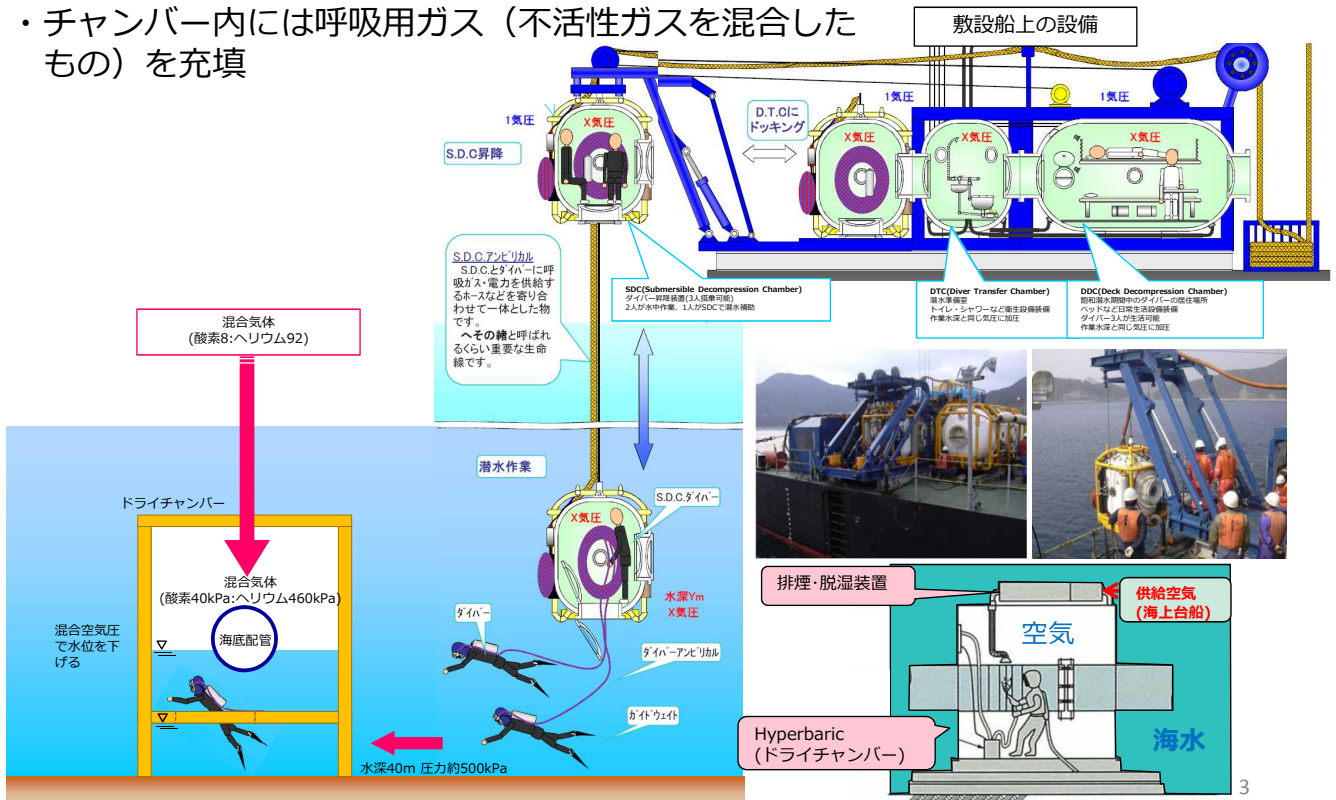 ・チャンバー内には呼吸用ガス（不活性ガスを混合した
もの）を充填
敷設船上の設備
1気圧
X気圧
S.D.C昇降
D.T.Cに
ドッキング
1気圧
X気圧
X気圧
1気圧
X気圧
S.D.C.アンビリカル
S.D.C.とダイバーに呼
吸ガス・電力を供給す
るホースなどを寄り合
わせて一体とした物
です。
へその緒と呼ばれ
るくらい重要な生命
線です。
SDC(Submersible Decompression Chamber)
ダイバー昇降装置(3人搭乗可能)
2人が水中作業、1人がSDCで潜水補助
DTC(Diver Transfer Chamber)
潜水準備室
トイレ・シャワーなど衛生設備装備
作業水深と同じ気圧に加圧
DDC(Deck Decompression Chamber)
飽和潜水期間中のダイバーの居住場所
ベッドなど日常生活設備装備
ダイバー3人が生活可能
作業水深と同じ気圧に加圧
混合気体
(酸素8:ヘリウム92)
ドライチャンバー
混合気体
(酸素40kPa:ヘリウム460kPa)
海底配管
混合空気圧
で水位を下
げる
潜水作業
X気圧
S.D.C.ダイバー
水深Ym
X気圧
ダイバー
ダイバーアンビリカル
ガイドウェイト
水深40m 圧力約500kPa
排煙・脱湿装置
供給空気
(海上台船)
空気
Hyperbaric
(ドライチャンバー)
海水
3